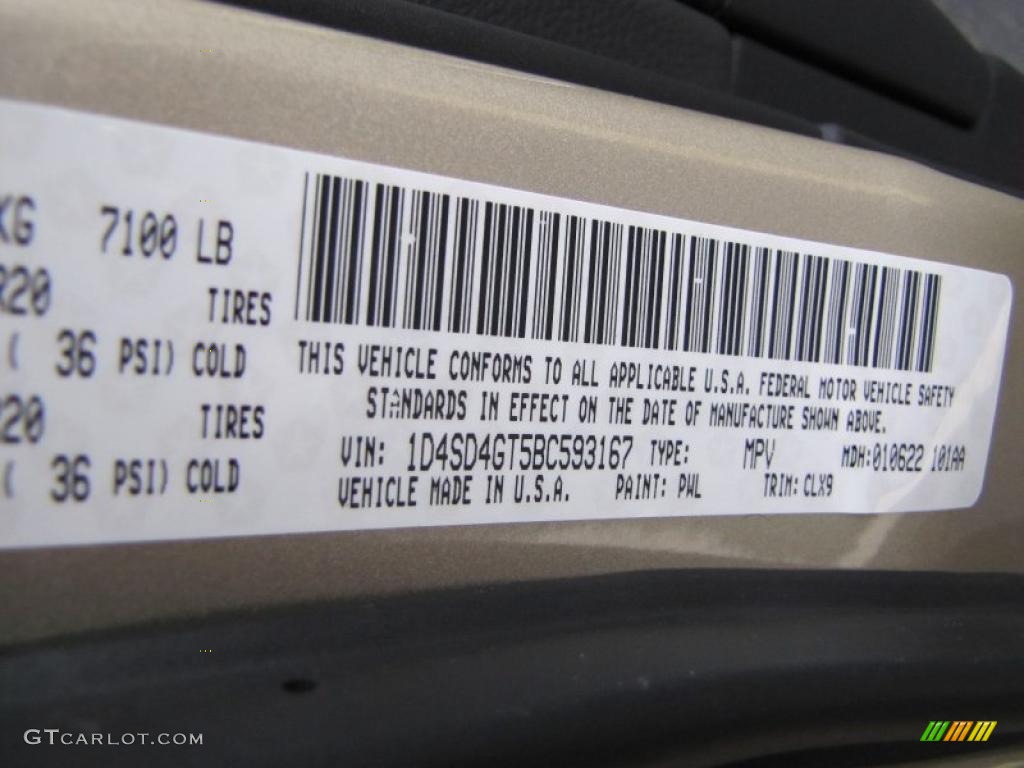 KG 7100 LB
R20 TIRES
( 36 PSI) COLD
R20 TIRES
( 36 PSI) COLD
THIS VEHICLE CONFORMS TO ALL APPLICABLE U.S.A. FEDERAL MOTOR VEHICLE SAFETY
STANDARDS IN EFFECT ON THE DATE OF MANUFACTURE SHOWN ABOVE.
VIN: 1D4SD4GT5BC593167 TYPE: MPV MDH: 010622 101AA
VEHICLE MADE IN U.S.A. PAINT: PWL TRIM: CLX9
GTCARLOT.COM